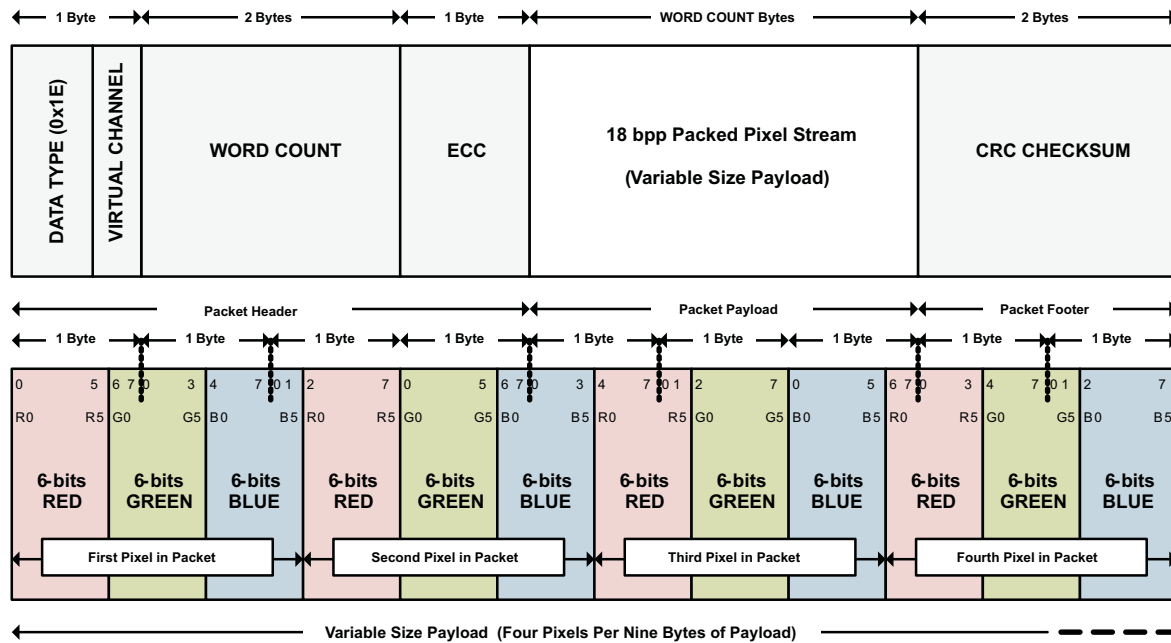 1 Byte 2 Bytes 1 Byte WORD COUNT Bytes 2 Bytes
DATA TYPE (0x1E)
VIRTUAL CHANNEL
WORD COUNT
ECC
18 bpp Packed Pixel Stream
(Variable Size Payload)
CRC CHECKSUM
Packet Header Packet Payload Packet Footer
1 Byte 1 Byte 1 Byte 1 Byte 1 Byte 1 Byte 1 Byte 1 Byte 1 Byte
0 5 6 7 0 3 4 7 0 1 2 7 0 5 6 7 0 3 4 7 0 1 2 7 0 5 6 7 0 3 4 7 0 1 2 7
R0 R5 G0 G5 B0 B5 R0 R5 G0 G5 B0 B5 R0 R5 G0 G5 B0 B5 R0 R5 G0 G5 B0 B5
6-bits 6-bits 6-bits 6-bits 6-bits 6-bits 6-bits 6-bits 6-bits 6-bits 6-bits 6-bits
RED GREEN BLUE RED GREEN BLUE RED GREEN BLUE RED GREEN BLUE
First Pixel in Packet Second Pixel in Packet Third Pixel in Packet Fourth Pixel in Packet
Variable Size Payload (Four Pixels Per Nine Bytes of Payload)